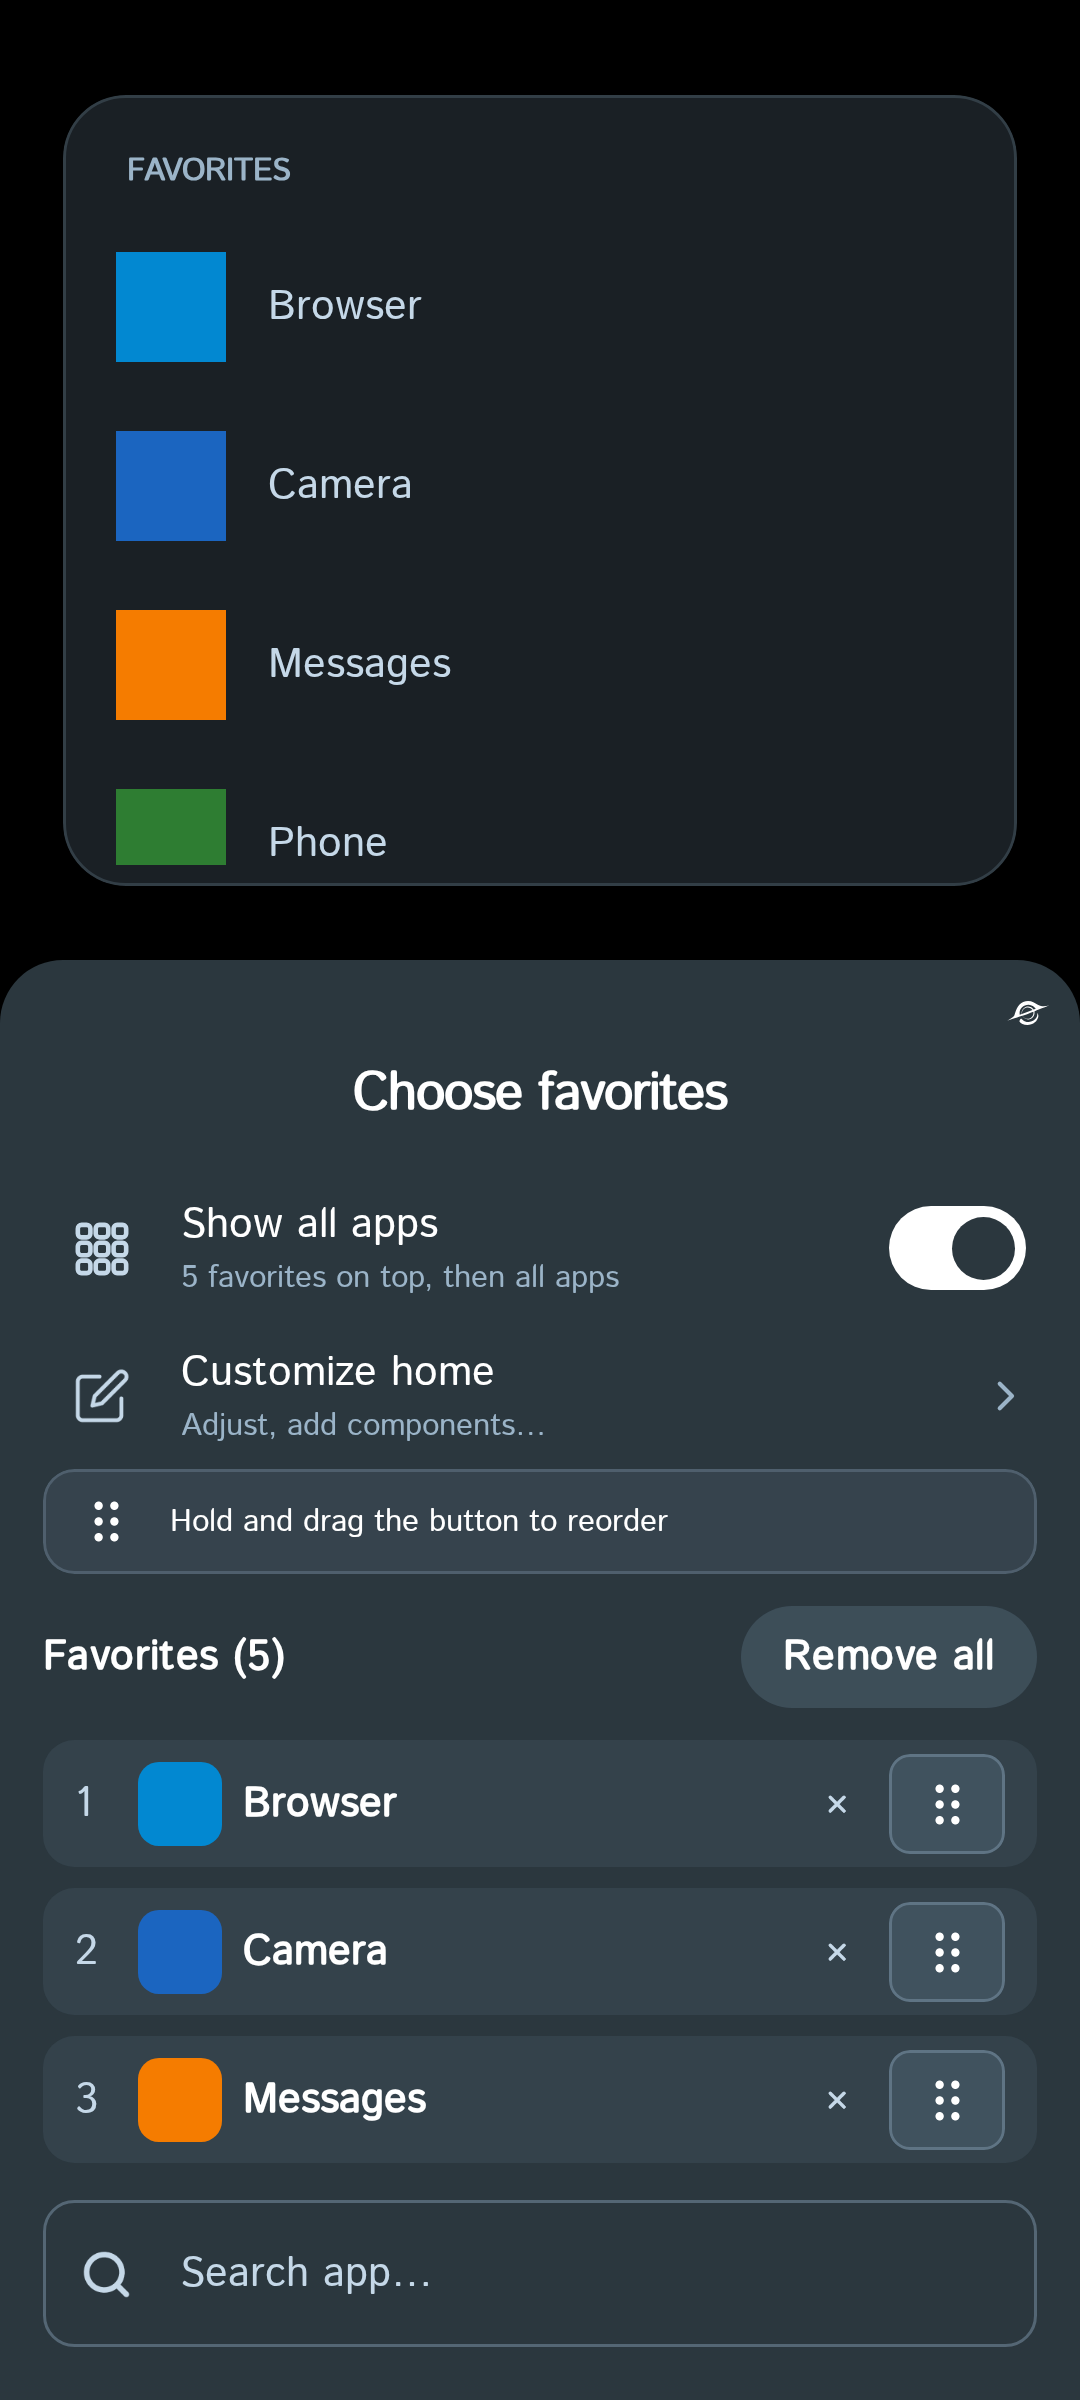 FAVORITES
Browser
Camera
Messages
Phone
Choose favorites
Show all apps
5 favorites on top, then all apps
Customize home
Adjust, add components...
Hold and drag the button to reorder
Favorites (5)
Remove all
1 Browser ×
2 Camera ×
3 Messages ×
Search app...